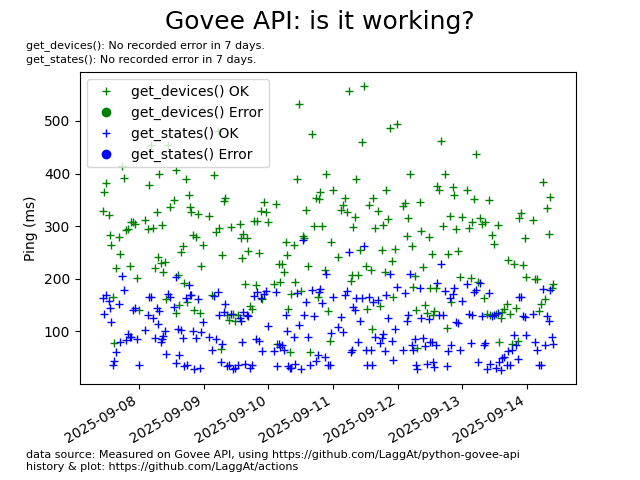 Govee API: is it working?
get_devices(): No recorded error in 7 days.
get_states(): No recorded error in 7 days.
get_devices() OK
get_devices() Error
get_states() OK
get_states() Error
500
400
300
200
100
Ping (ms)
2025-09-08
2025-09-09
2025-09-10
2025-09-11
2025-09-12
2025-09-13
2025-09-14
data source: Measured on Govee API, using https://github.com/LaggAt/python-govee-api
history & plot: https://github.com/LaggAt/actions